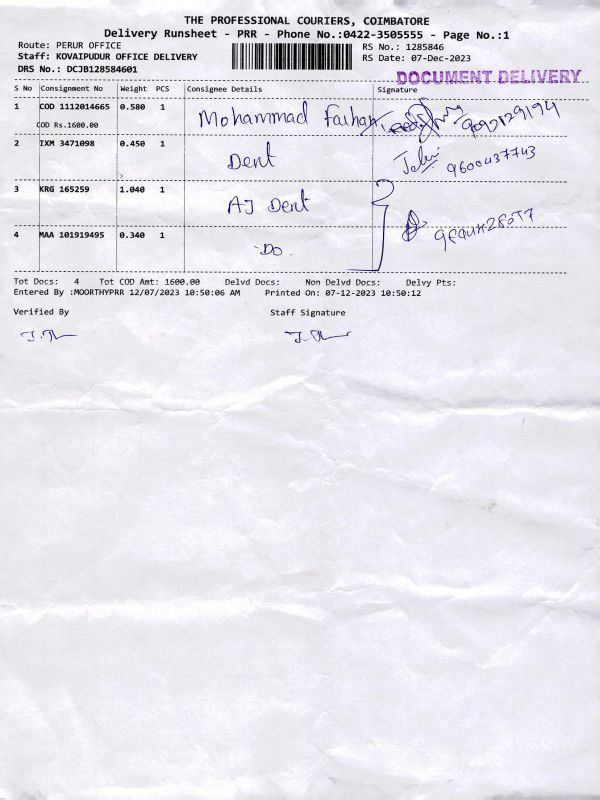 THE PROFESSIONAL COURIERS, COIMBATORE
Delivery Runsheet - PRR - Phone No.:0422-3505555 - Page No.:1
Route: PERUR OFFICE
RS No.: 1285846
Staff: KOVAIPUDUR OFFICE DELIVERY
RS Date: 07-Dec-2023
DRS No.: DCJB128584601
DOCUMENT DELIVERY
S No Consignment No Weight PCS Consignee Details Signature
1 COD 1112014665 0.580 1 Mohammad Farhan
COD Rs.1600.00
2 IXM 3471098 0.450 1 Dent 9600437743
3 KRG 165259 1.040 1 AJ Dent
4 MAA 101919495 0.340 1 -Do.
Tot Docs: 4 Tot COD Amt: 1600.00 Delvd Docs: Non Delvd Docs: Delvy Pts:
Entered By :MOORTHYPRR 12/07/2023 10:50:06 AM Printed On: 07-12-2023 10:50:12
Verified By Staff Signature